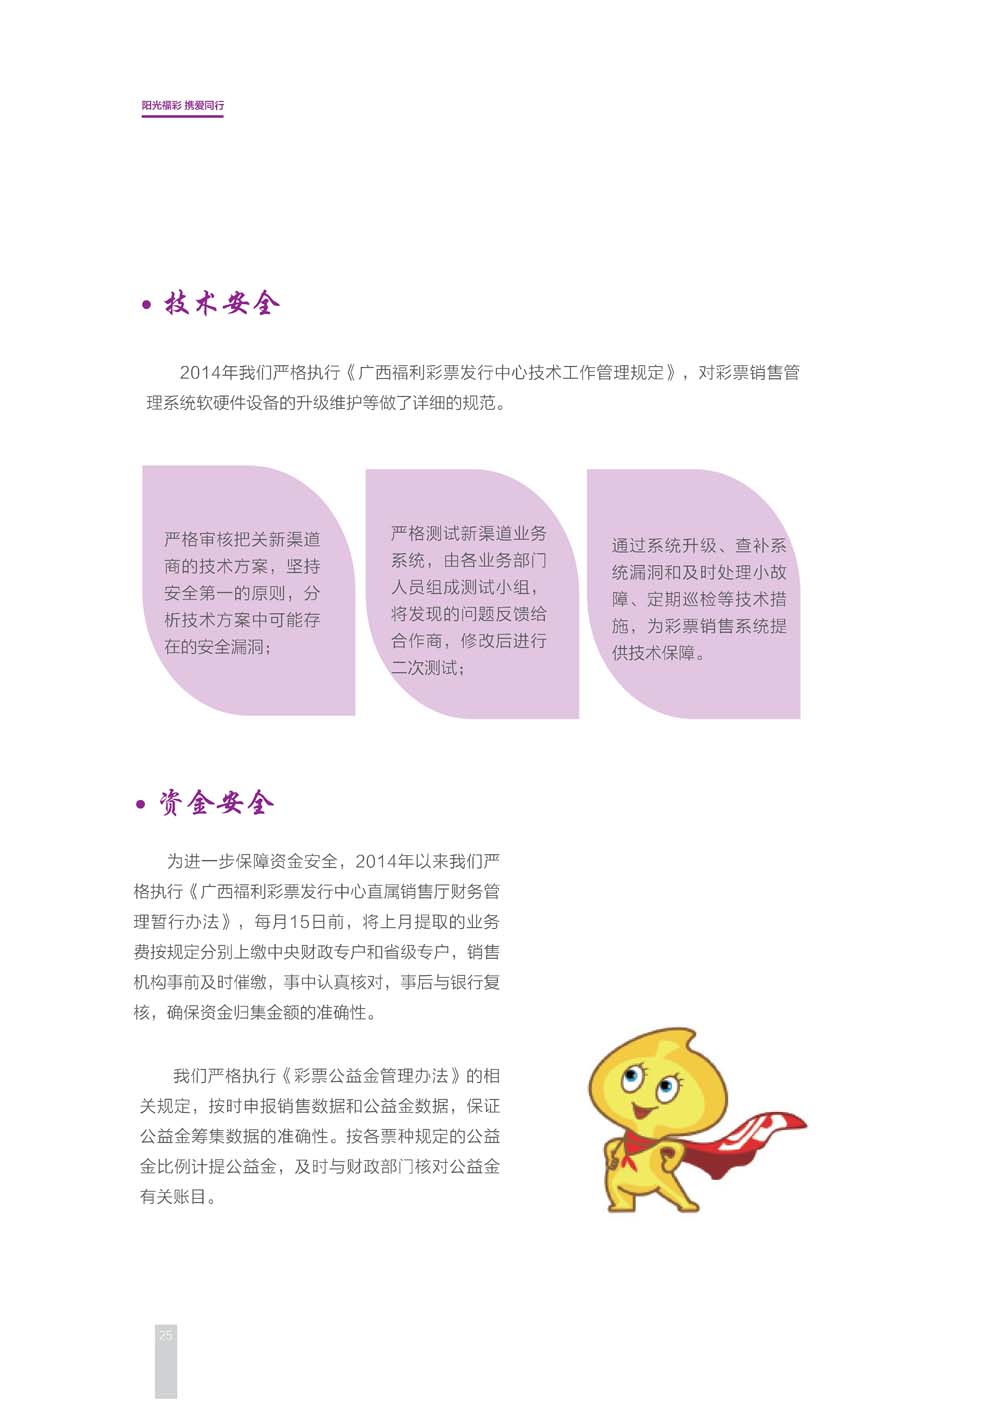 阳光福彩 携爱同行
• 技术安全
2014年我们严格执行《广西福利彩票发行中心技术工作管理规定》，对彩票销售管
理系统软硬件设备的升级维护等做了详细的规范。
严格审核把关新渠道
商的技术方案，坚持
安全第一的原则，分
析技术方案中可能存
在的安全漏洞；
严格测试新渠道业务
系统，由各业务部门
人员组成测试小组，
将发现的问题反馈给
合作商，修改后进行
二次测试；
通过系统升级、查补系
统漏洞和及时处理小故
障、定期巡检等技术措
施，为彩票销售系统提
供技术保障。
• 资金安全
为进一步保障资金安全，2014年以来我们严
格执行《广西福利彩票发行中心直属销售厅财务管
理暂行办法》，每月15日前，将上月提取的业务
费按规定分别上缴中央财政专户和省级专户，销售
机构事前及时催缴，事中认真核对，事后与银行复
核，确保资金归集金额的准确性。
我们严格执行《彩票公益金管理办法》的相
关规定，按时申报销售数据和公益金数据，保证
公益金筹集数据的准确性。按各票种规定的公益
金比例计提公益金，及时与财政部门核对公益金
有关账目。
25